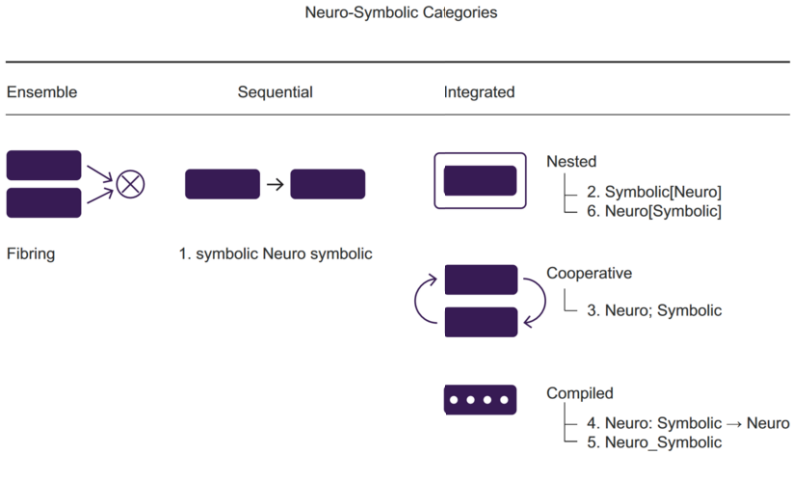 Neuro-Symbolic Categories
Ensemble
Sequential
Integrated
Fibring
1. symbolic Neuro symbolic
Nested
2. Symbolic[Neuro]
6. Neuro[Symbolic]
Cooperative
3. Neuro; Symbolic
Compiled
4. Neuro: Symbolic → Neuro
5. Neuro_Symbolic